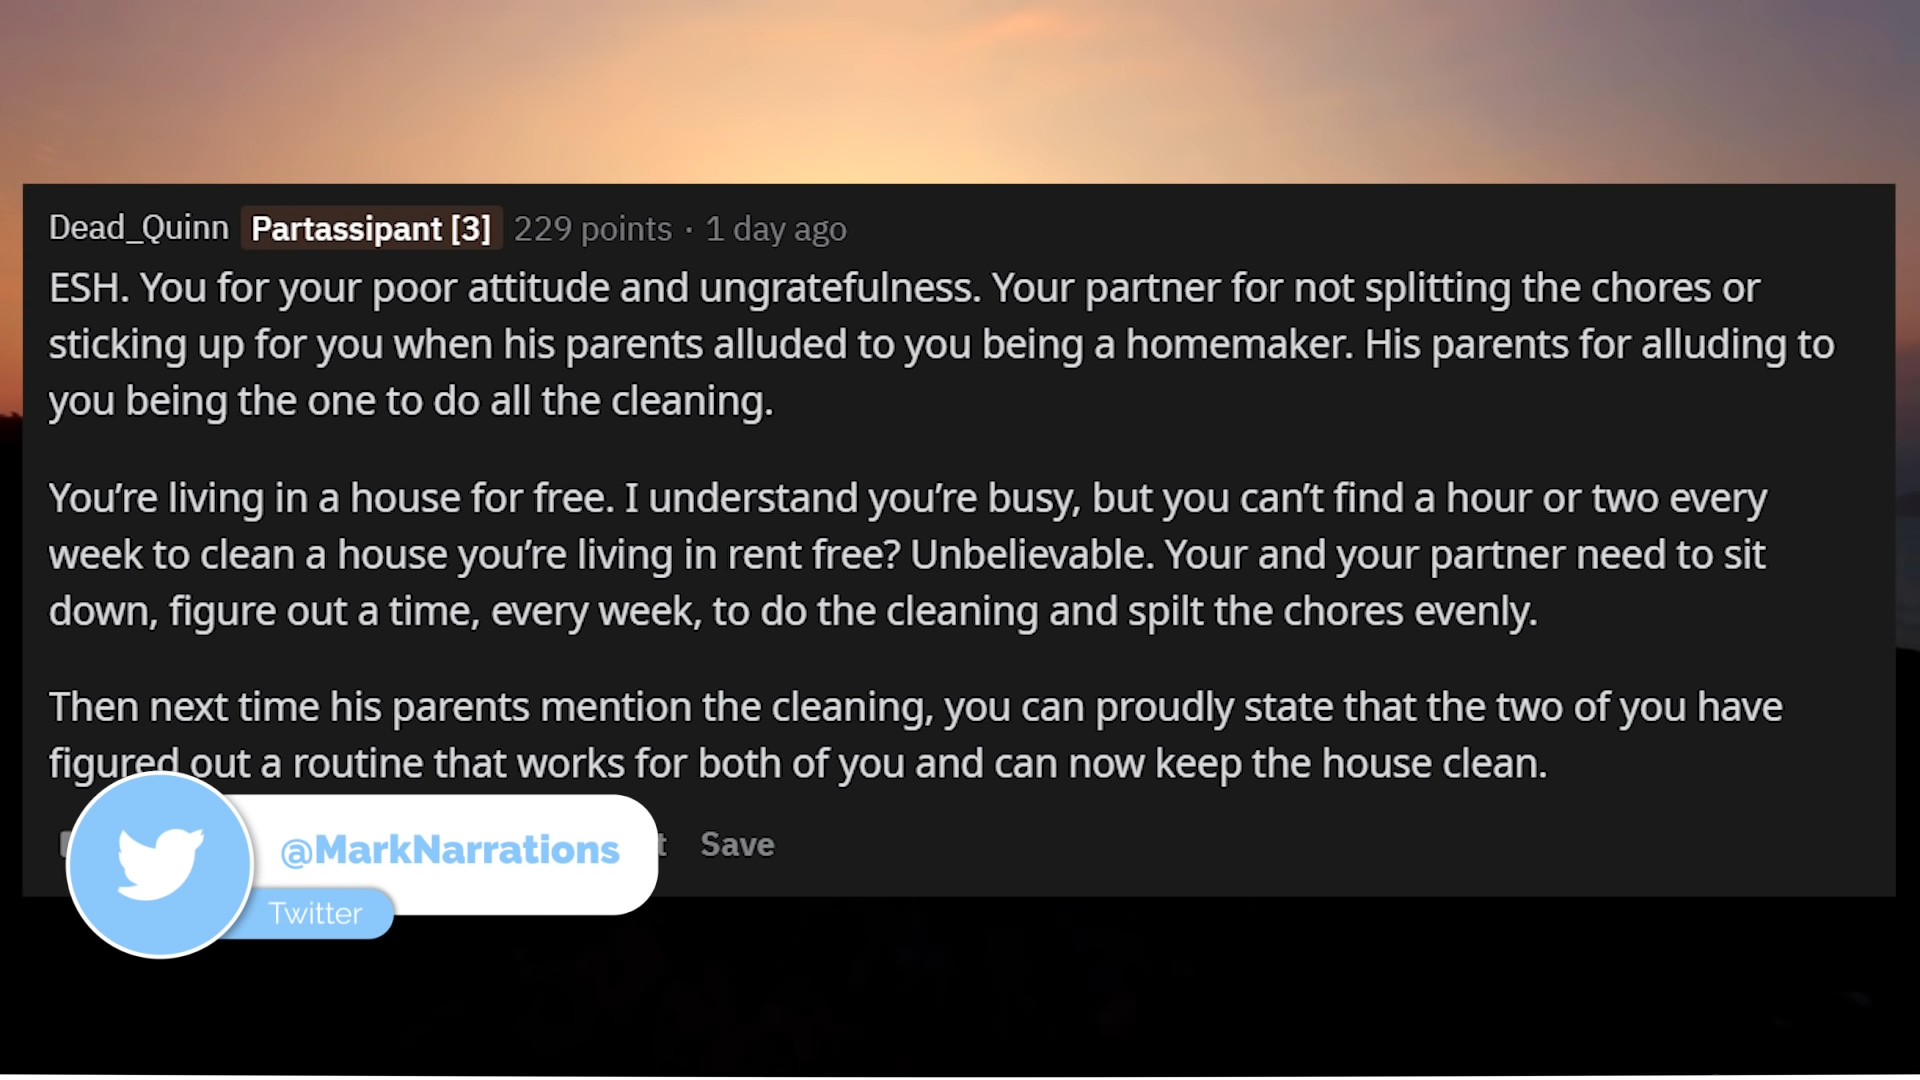 Dead_Quinn Partassipant [3] 229 points · 1 day ago
ESH. You for your poor attitude and ungratefulness. Your partner for not splitting the chores or
sticking up for you when his parents alluded to you being a homemaker. His parents for alluding to
you being the one to do all the cleaning.
You’re living in a house for free. I understand you’re busy, but you can’t find a hour or two every
week to clean a house you’re living in rent free? Unbelievable. Your and your partner need to sit
down, figure out a time, every week, to do the cleaning and spilt the chores evenly.
Then next time his parents mention the cleaning, you can proudly state that the two of you have
figured out a routine that works for both of you and can now keep the house clean.
Save
@MarkNarrations
Twitter